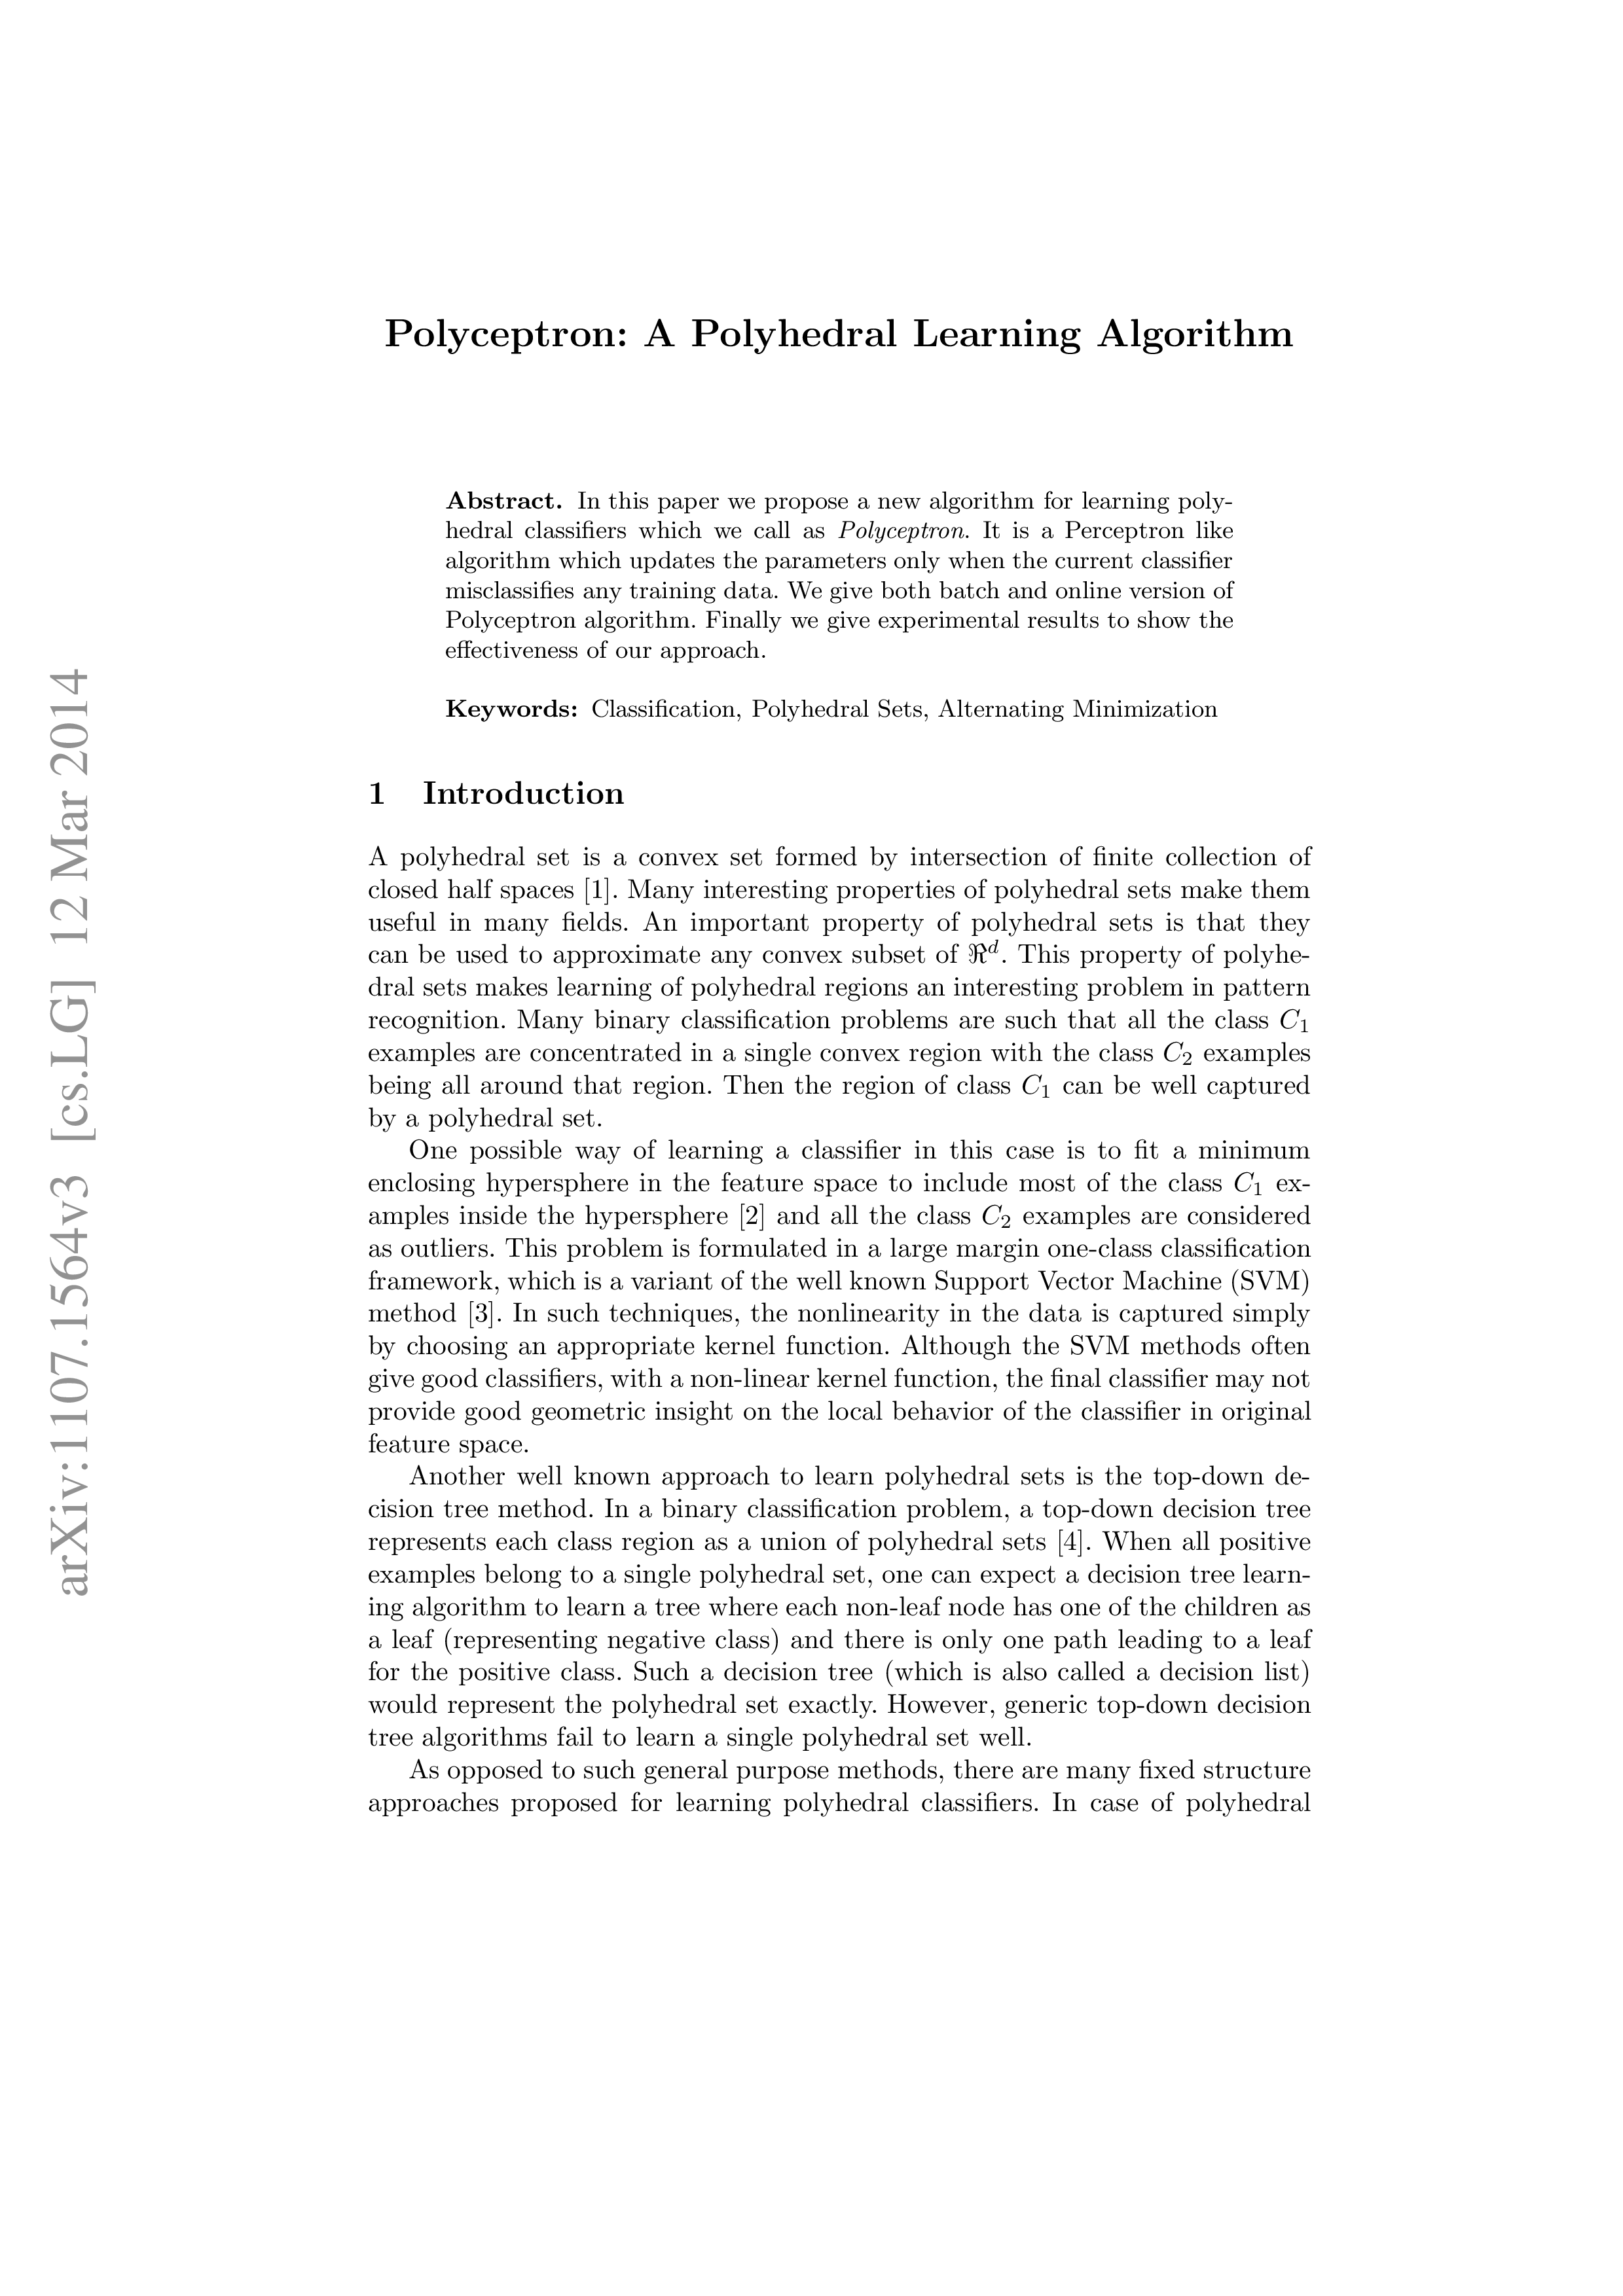 Polyceptron: A Polyhedral Learning Algorithm
Abstract. In this paper we propose a new algorithm for learning poly-
hedral classifiers which we call as Polyceptron. It is a Perceptron like
algorithm which updates the parameters only when the current classifier
misclassifies any training data. We give both batch and online version of
Polyceptron algorithm. Finally we give experimental results to show the
effectiveness of our approach.
Keywords: Classification, Polyhedral Sets, Alternating Minimization
1 Introduction
A polyhedral set is a convex set formed by intersection of finite collection of
closed half spaces [1]. Many interesting properties of polyhedral sets make them
useful in many fields. An important property of polyhedral sets is that they
can be used to approximate any convex subset of ℜ^d. This property of polyhe-
dral sets makes learning of polyhedral regions an interesting problem in pattern
recognition. Many binary classification problems are such that all the class C_1
examples are concentrated in a single convex region with the class C_2 examples
being all around that region. Then the region of class C_1 can be well captured
by a polyhedral set.
One possible way of learning a classifier in this case is to fit a minimum
enclosing hypersphere in the feature space to include most of the class C_1 ex-
amples inside the hypersphere [2] and all the class C_2 examples are considered
as outliers. This problem is formulated in a large margin one-class classification
framework, which is a variant of the well known Support Vector Machine (SVM)
method [3]. In such techniques, the nonlinearity in the data is captured simply
by choosing an appropriate kernel function. Although the SVM methods often
give good classifiers, with a non-linear kernel function, the final classifier may not
provide good geometric insight on the local behavior of the classifier in original
feature space.
Another well known approach to learn polyhedral sets is the top-down de-
cision tree method. In a binary classification problem, a top-down decision tree
represents each class region as a union of polyhedral sets [4]. When all positive
examples belong to a single polyhedral set, one can expect a decision tree learn-
ing algorithm to learn a tree where each non-leaf node has one of the children as
a leaf (representing negative class) and there is only one path leading to a leaf
for the positive class. Such a decision tree (which is also called a decision list)
would represent the polyhedral set exactly. However, generic top-down decision
tree algorithms fail to learn a single polyhedral set well.
As opposed to such general purpose methods, there are many fixed structure
approaches proposed for learning polyhedral classifiers. In case of polyhedral
arXiv:1107.1564v3 [cs.LG] 12 Mar 2014